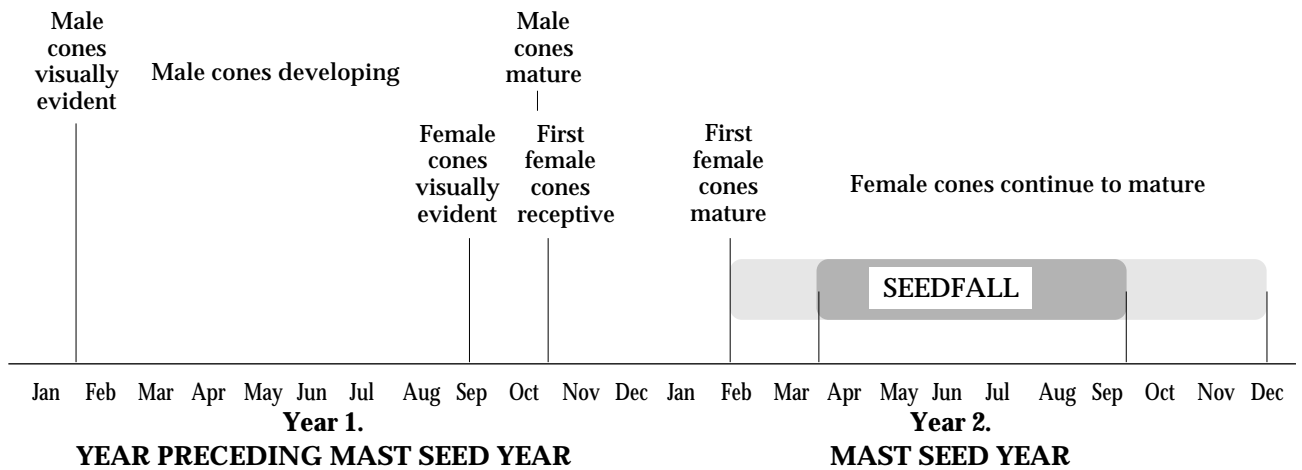 Male
cones
visually
evident
Male cones developing
Male
cones
mature
Female
cones
visually
evident
First
female
cones
receptive
First
female
cones
mature
Female cones continue to mature
SEEDFALL
Jan Feb Mar Apr May Jun Jul Aug Sep Oct Nov Dec Jan Feb Mar Apr May Jun Jul Aug Sep Oct Nov Dec
Year 1.
YEAR PRECEDING MAST SEED YEAR
Year 2.
MAST SEED YEAR